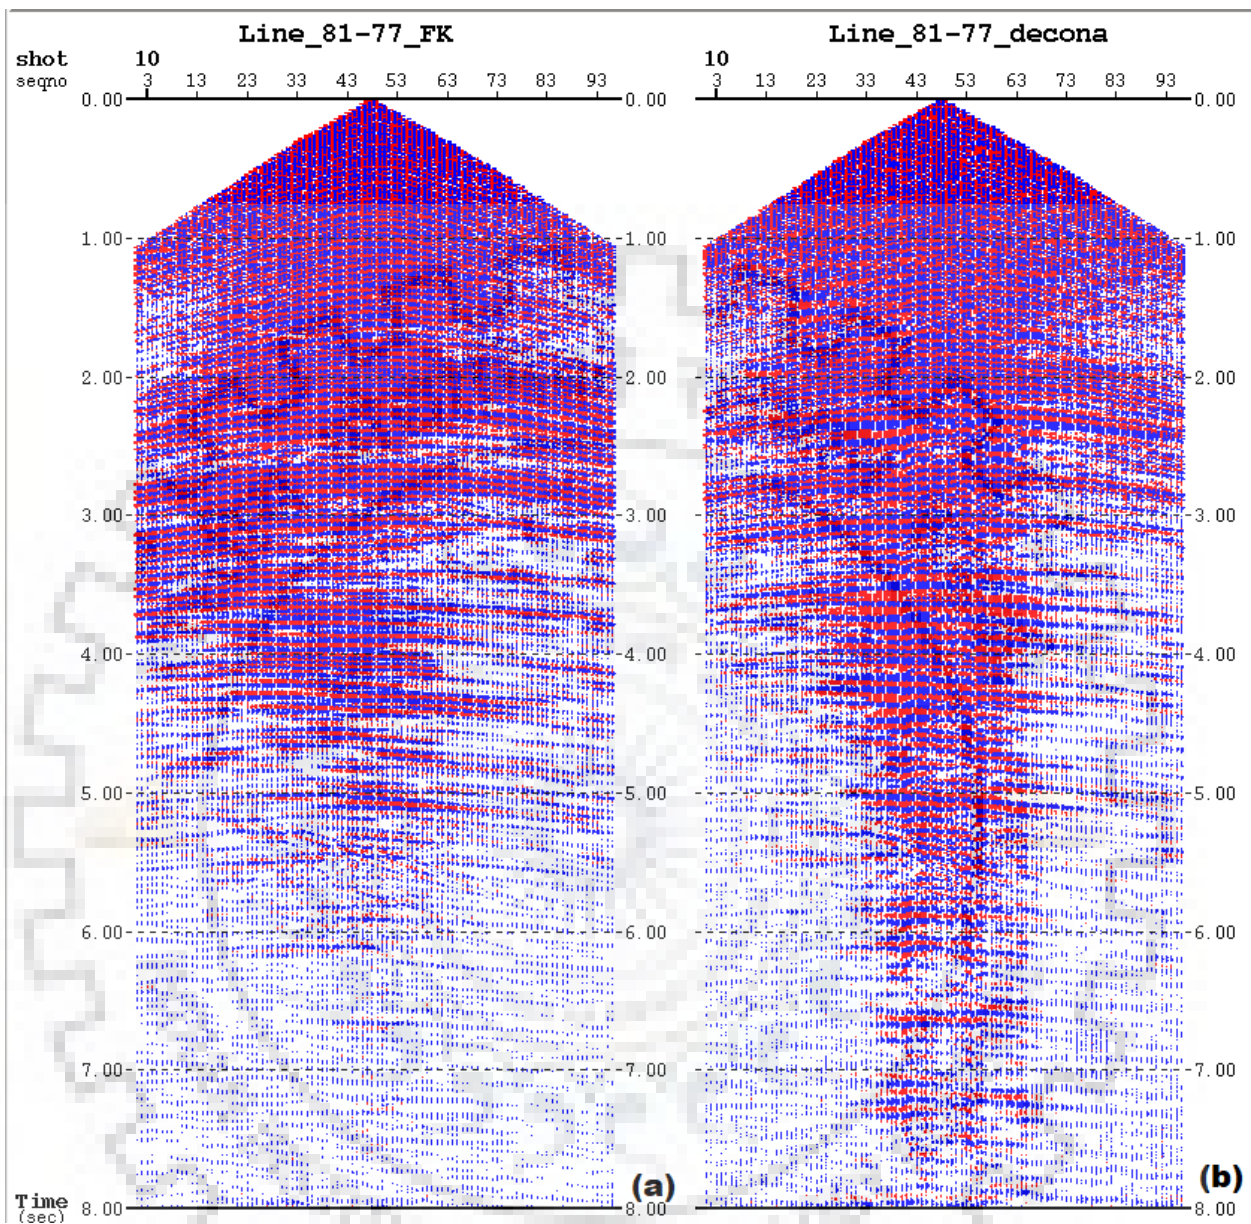 Line_81-77_FK
Line_81-77_decona
shot 10 10
seqno 3 13 23 33 43 53 63 73 83 93 3 13 23 33 43 53 63 73 83 93
0.00 0.00 0.00
1.00 1.00 1.00
2.00 2.00 2.00
3.00 3.00 3.00
4.00 4.00 4.00
5.00 5.00 5.00
6.00 6.00 6.00
7.00 7.00 7.00
Time (a) (b)
(sec) 8.00 8.00 8.00